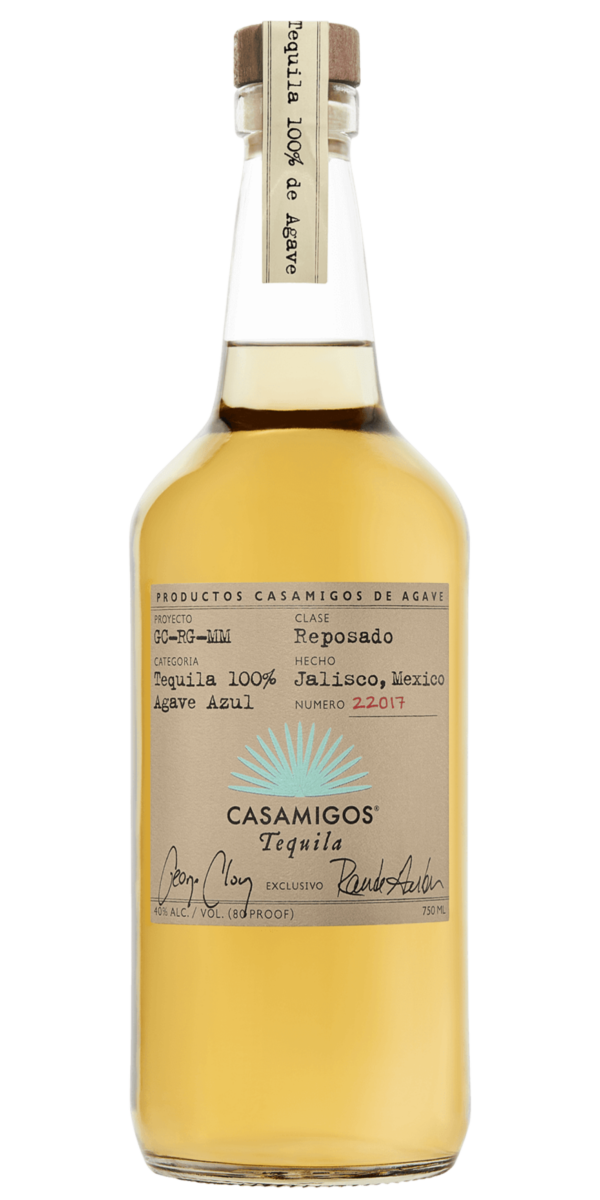 Tequila 100% de Agave
PRODUCTOS CASAMIGOS DE AGAVE
PROYECTO
GC-RG-MM
CLASE
Reposado
CATEGORIA
Tequila 100%
Agave Azul
HECHO
Jalisco, Mexico
NUMERO 22017
CASAMIGOS®
Tequila
EXCLUSIVO
40% ALC. / VOL. (80 PROOF)
750 ML